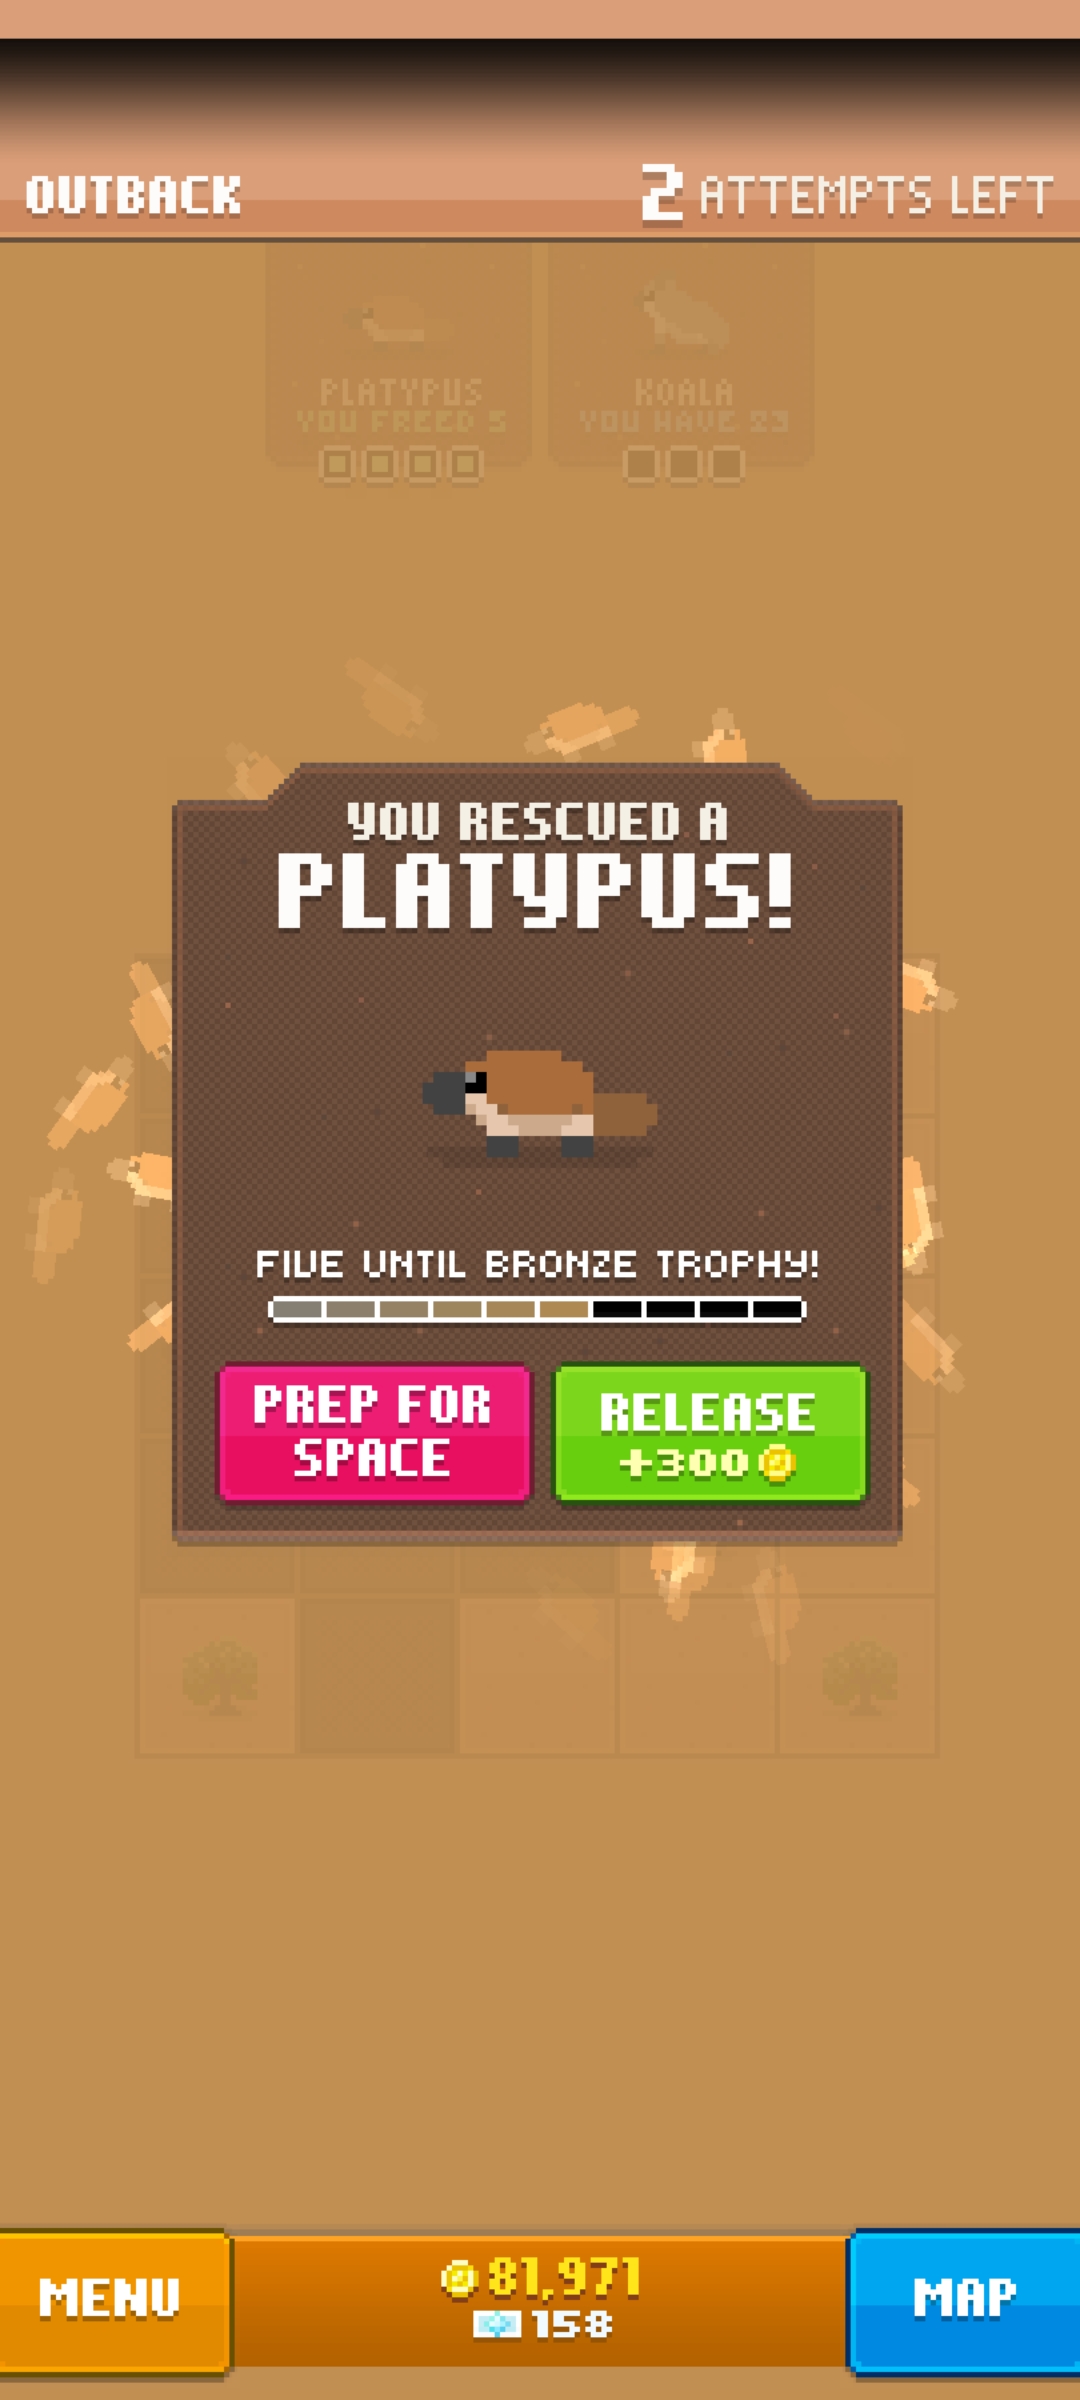 OUTBACK
2 ATTEMPTS LEFT
PLATYPUS
YOU FREED 5
KOALA
YOU HAVE 23
YOU RESCUED A
PLATYPUS!
FIVE UNTIL BRONZE TROPHY!
PREP FOR
SPACE
RELEASE
+300
MENU
81,971
158
MAP